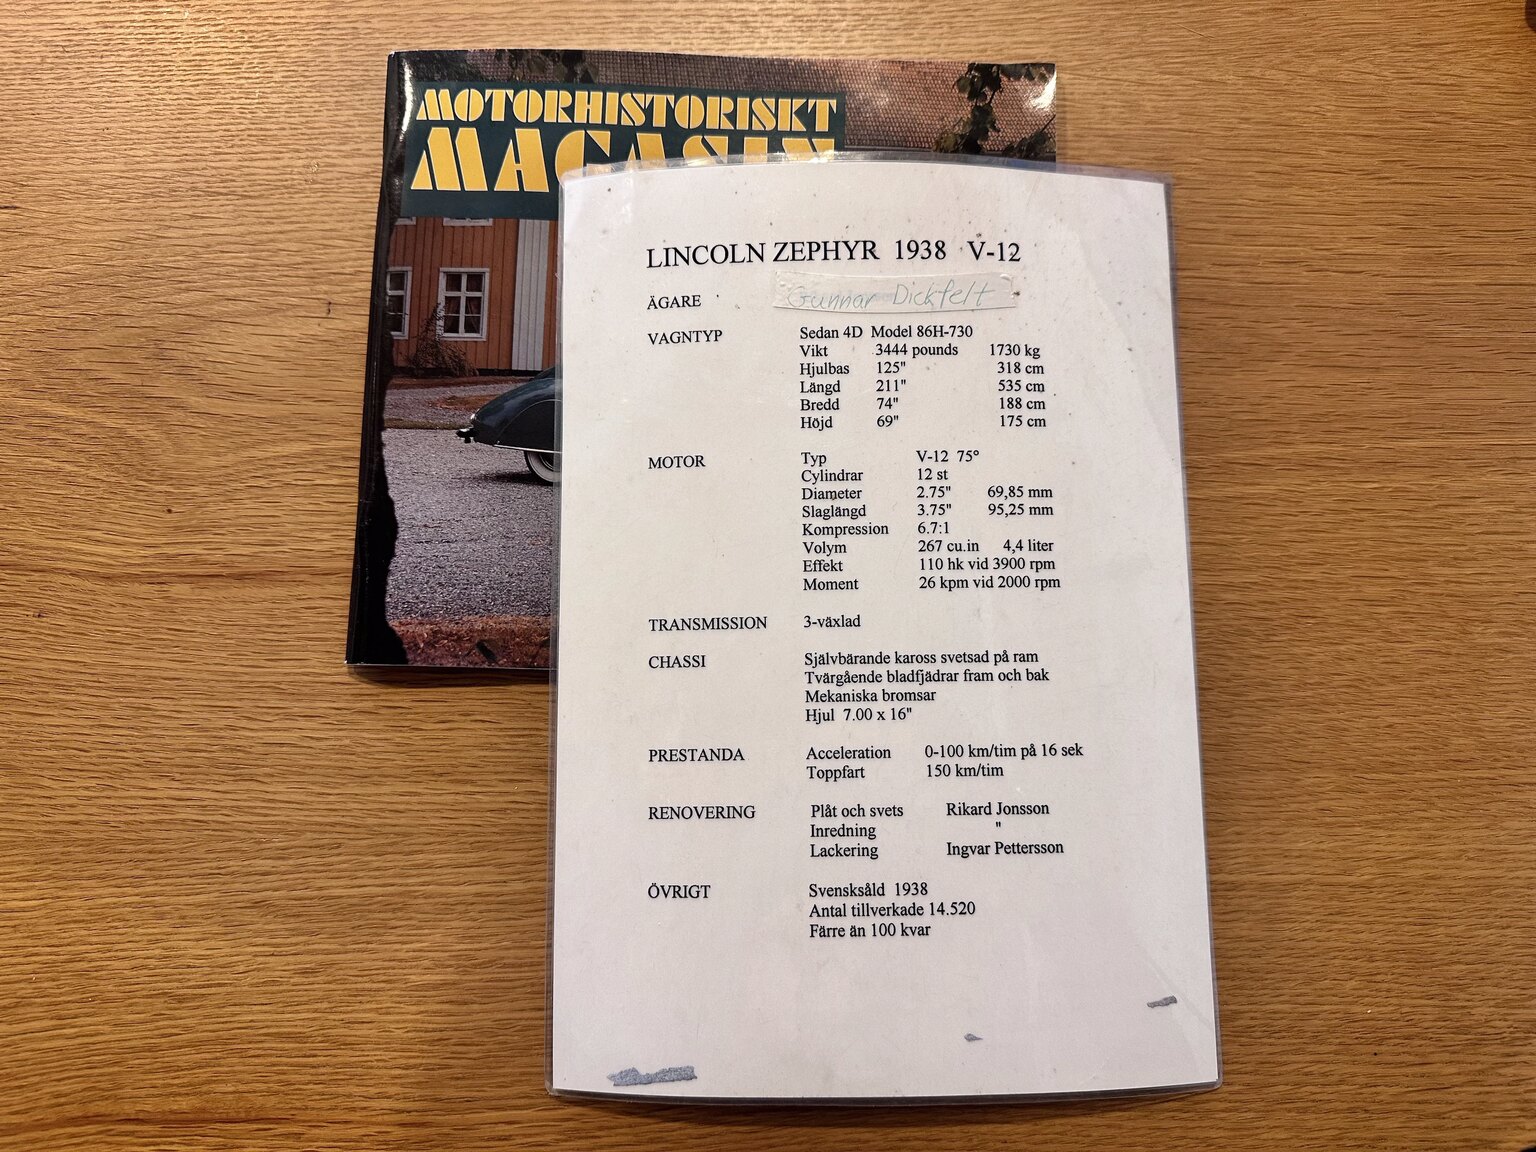 MOTORHISTORISKT
MAGASIN
LINCOLN ZEPHYR 1938 V-12
ÄGARE Gunnar Dickfelt
VAGNTYP Sedan 4D Model 86H-730
Vikt 3444 pounds 1730 kg
Hjulbas 125" 318 cm
Längd 211" 535 cm
Bredd 74" 188 cm
Höjd 69" 175 cm
MOTOR Typ V-12 75°
Cylindrar 12 st
Diameter 2.75" 69,85 mm
Slaglängd 3.75" 95,25 mm
Kompression 6.7:1
Volym 267 cu.in 4,4 liter
Effekt 110 hk vid 3900 rpm
Moment 26 kpm vid 2000 rpm
TRANSMISSION 3-växlad
CHASSI Självbärande kaross svetsad på ram
Tvärgående bladfjädrar fram och bak
Mekaniska bromsar
Hjul 7.00 x 16"
PRESTANDA Acceleration 0-100 km/tim på 16 sek
Toppfart 150 km/tim
RENOVERING Plåt och svets Rikard Jonsson
Inredning "
Lackering Ingvar Pettersson
ÖVRIGT Svensksåld 1938
Antal tillverkade 14.520
Färre än 100 kvar